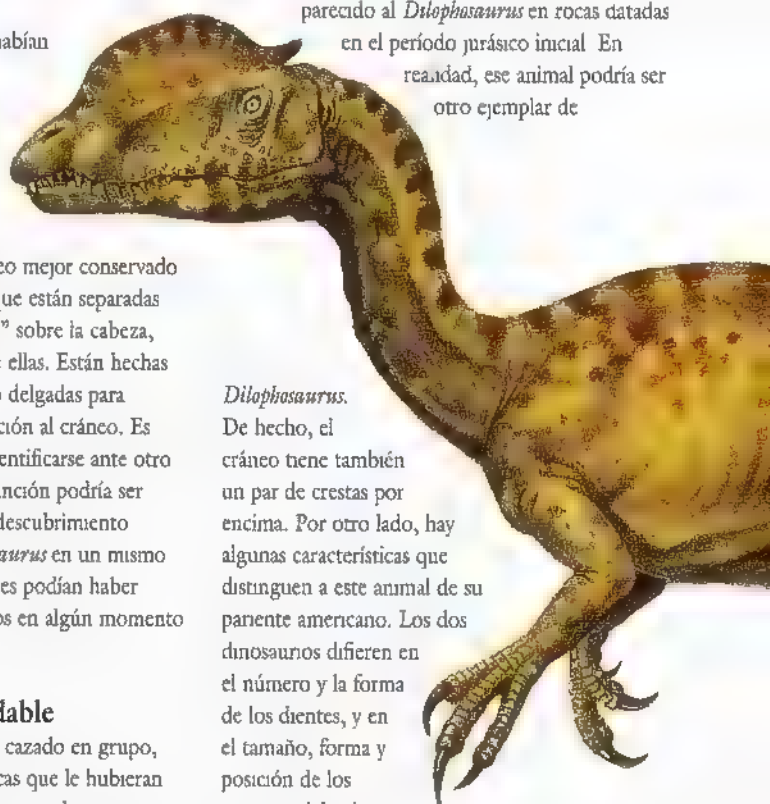 abían
eo mejor conservado
ue están separadas
” sobre la cabeza,
ellas. Están hechas
delgadas para
ción al cráneo. Es
entificarse ante otro
nción podría ser
descubrimiento
aurus en un mismo
es podían haber
os en algún momento
lable
cazado en grupo,
cas que le hubieran
parecido al Dilophosaurus en rocas datadas
en el período jurásico inicial En
realidad, ese animal podría ser
otro ejemplar de
Dilophosaurus.
De hecho, el
cráneo tiene también
un par de crestas por
encima. Por otro lado, hay
algunas características que
distinguen a este animal de su
pariente americano. Los dos
dinosaurios difieren en
el número y la forma
de los dientes, y en
el tamaño, forma y
posición de los